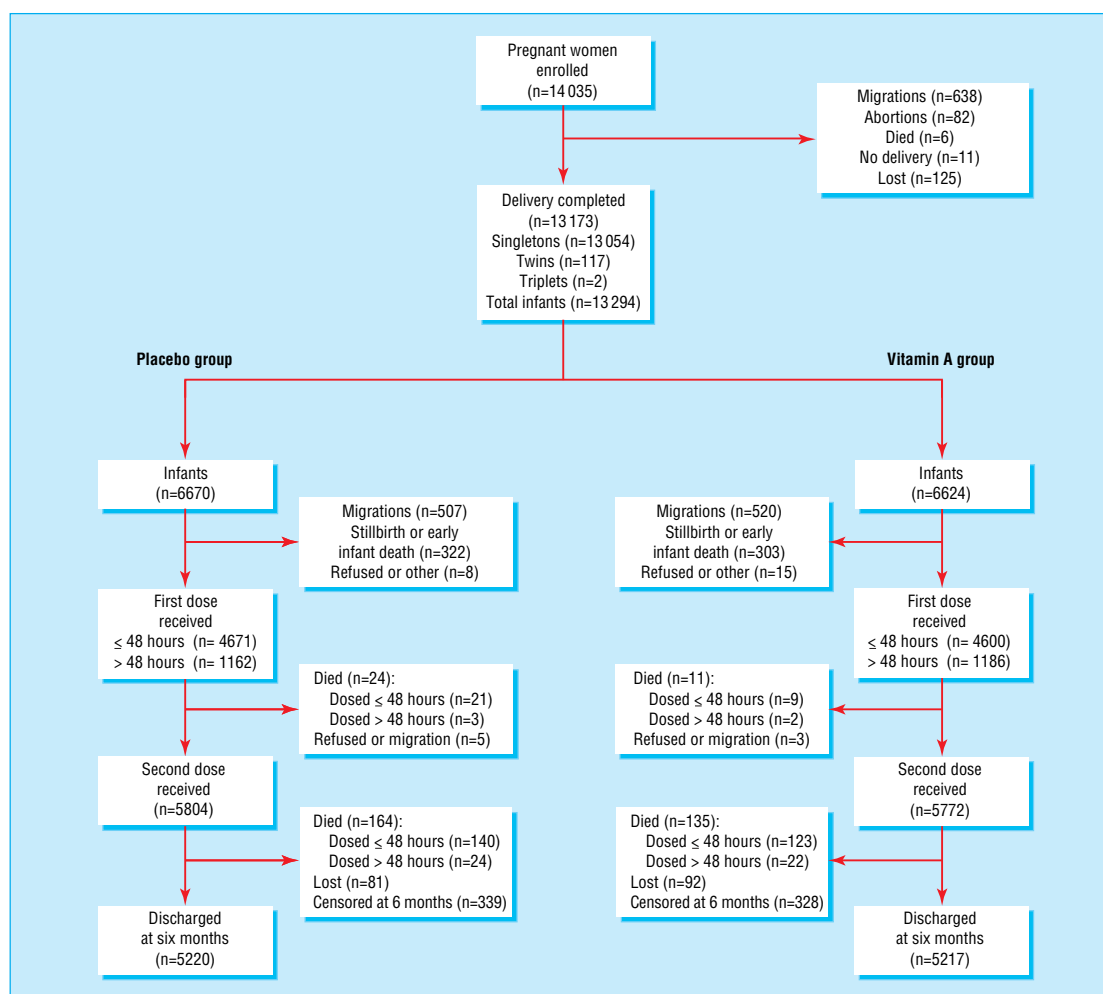 Pregnant women
enrolled
(n=14 035)
Migrations (n=638)
Abortions (n=82)
Died (n=6)
No delivery (n=11)
Lost (n=125)
Delivery completed
(n=13 173)
Singletons (n=13 054)
Twins (n=117)
Triplets (n=2)
Total infants (n=13 294)
Placebo group
Vitamin A group
Infants
(n=6670)
Infants
(n=6624)
Migrations (n=507)
Stillbirth or early
infant death (n=322)
Refused or other (n=8)
Migrations (n=520)
Stillbirth or early
infant death (n=303)
Refused or other (n=15)
First dose
received
≤ 48 hours (n= 4671)
> 48 hours (n= 1162)
First dose
received
≤ 48 hours (n= 4600)
> 48 hours (n= 1186)
Died (n=24):
Dosed ≤ 48 hours (n=21)
Dosed > 48 hours (n=3)
Refused or migration (n=5)
Died (n=11):
Dosed ≤ 48 hours (n=9)
Dosed > 48 hours (n=2)
Refused or migration (n=3)
Second dose
received
(n=5804)
Second dose
received
(n=5772)
Died (n=164):
Dosed ≤ 48 hours (n=140)
Dosed > 48 hours (n=24)
Lost (n=81)
Censored at 6 months (n=339)
Died (n=135):
Dosed ≤ 48 hours (n=123)
Dosed > 48 hours (n=22)
Lost (n=92)
Censored at 6 months (n=328)
Discharged
at six months
(n=5220)
Discharged
at six months
(n=5217)